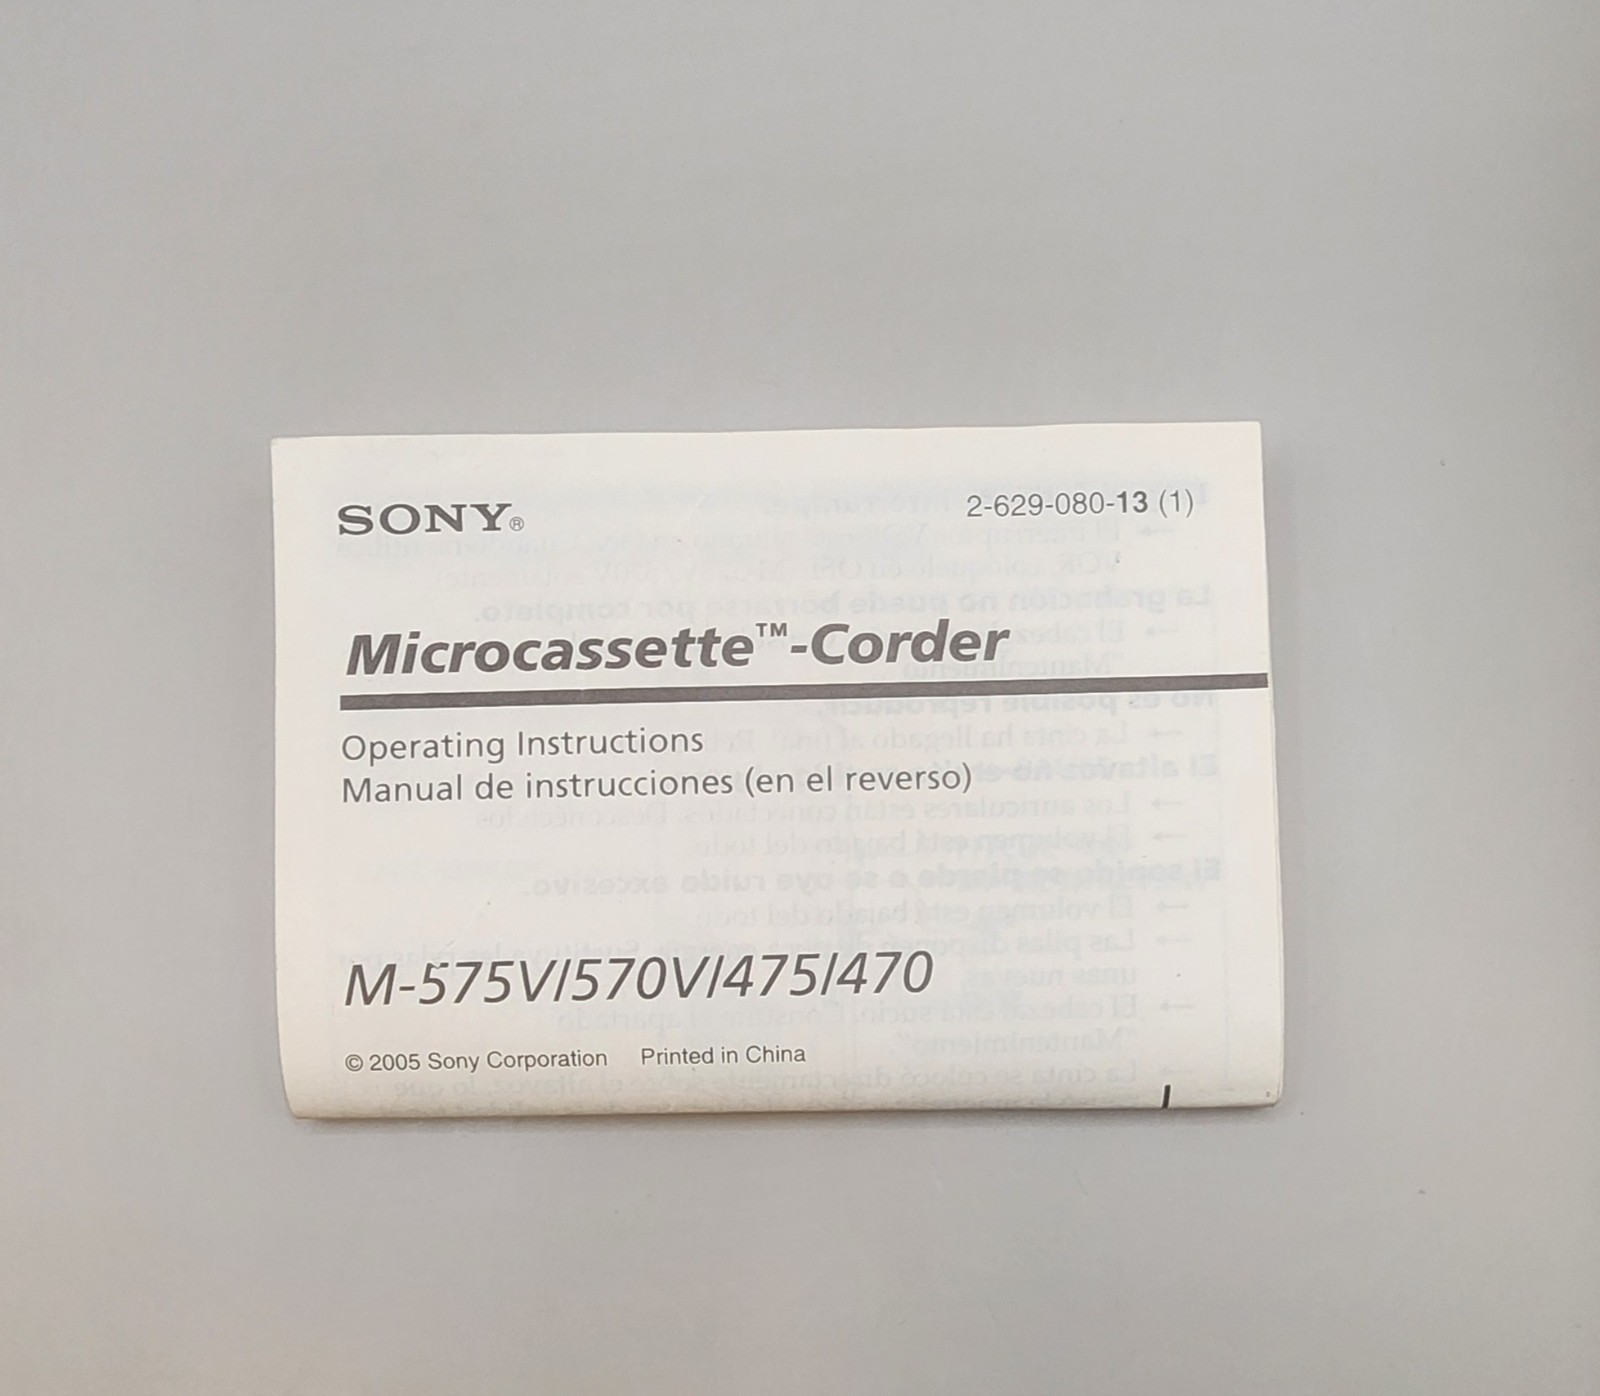 SONY®
2-629-080-13 (1)
Microcassette™-Corder
Operating Instructions
Manual de instrucciones (en el reverso)
M-575V/570V/475/470
© 2005 Sony Corporation Printed in China